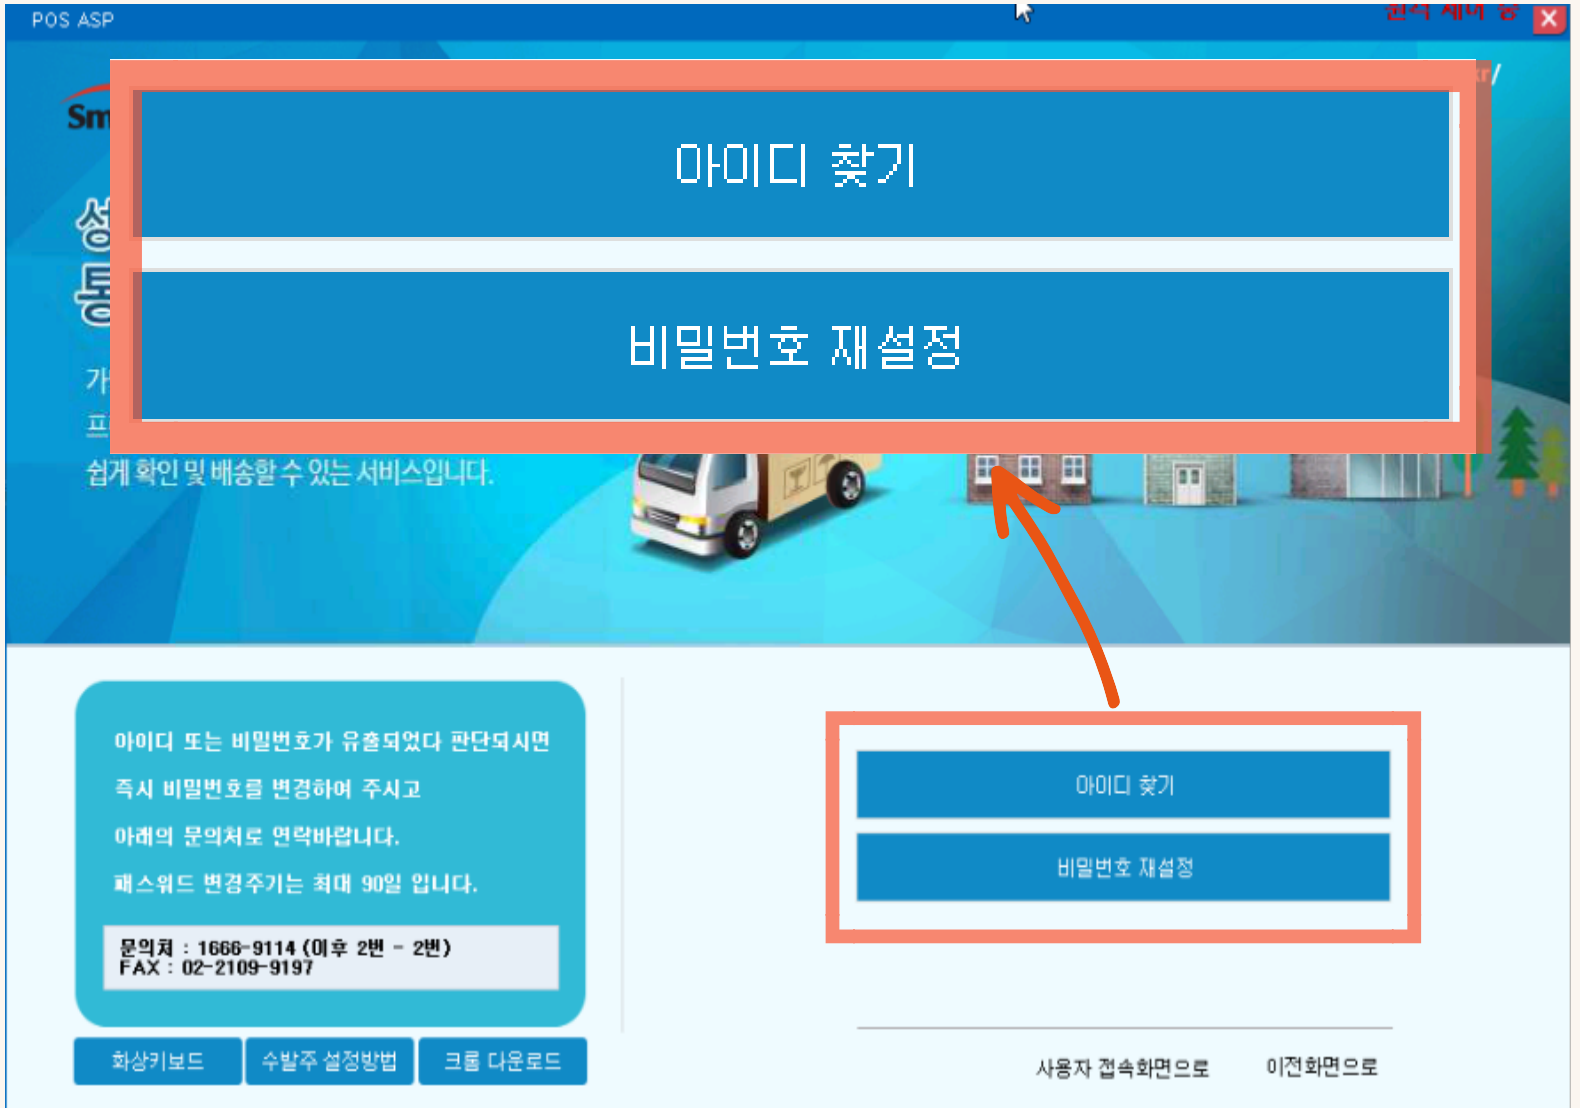 POS ASP
아이디 찾기
비밀번호 재설정
쉽게 확인 및 배송할 수 있는 서비스입니다.
아이디 또는 비밀번호가 유출되었다 판단되시면
즉시 비밀번호를 변경하여 주시고
아래의 문의처로 연락바랍니다.
패스워드 변경주기는 최대 90일 입니다.
문의처 : 1666-9114 (이후 2번 - 2번)
FAX : 02-2109-9197
화상키보드
수발주 설정방법
크롬 다운로드
아이디 찾기
비밀번호 재설정
사용자 접속화면으로
이전화면으로